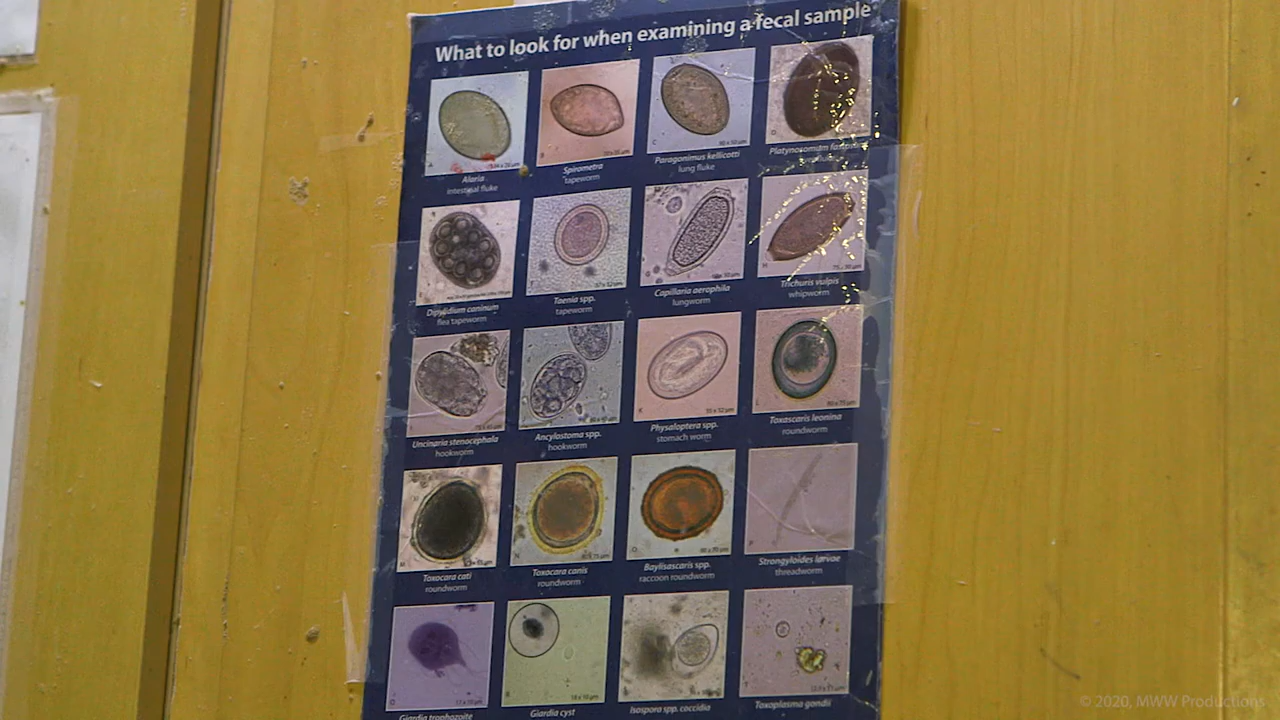 What to look for when examining a fecal sample
Alaria
intestinal fluke
Spirometra
tapeworm
Paragonimus kellicotti
lung fluke
Platynosomum
Dipylidium caninum
flea tapeworm
Taenia spp.
tapeworm
Capillaria aerophila
lungworm
Trichuris vulpis
whipworm
Uncinaria stenocephala
hookworm
Ancylostoma spp.
hookworm
Physaloptera spp.
stomach worm
Toxascaris leonina
roundworm
Toxocara cati
roundworm
Toxocara canis
roundworm
Baylisascaris spp.
raccoon roundworm
Strongyloides larvae
threadworm
Giardia trophozoite
Giardia cyst
Isospora spp. coccidia
Toxoplasma gondii
© 2020, MWW Productions